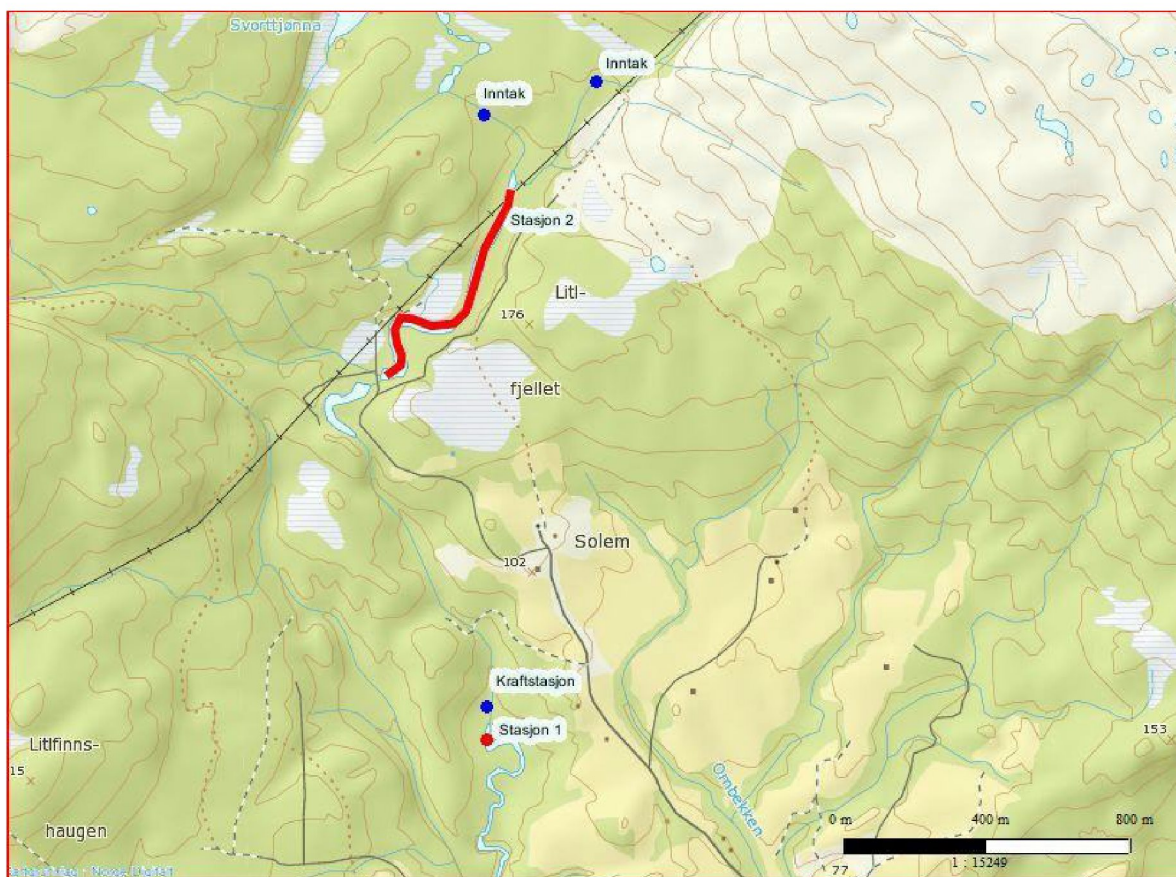 Svorttjønna
Inntak
Inntak
Stasjon 2
Litl-
176
fjellet
Solem
102
Kraftstasjon
Stasjon 1
Litlfinns-
15
haugen
153
Ombekken
0 m 400 m 800 m
1 : 15249
77